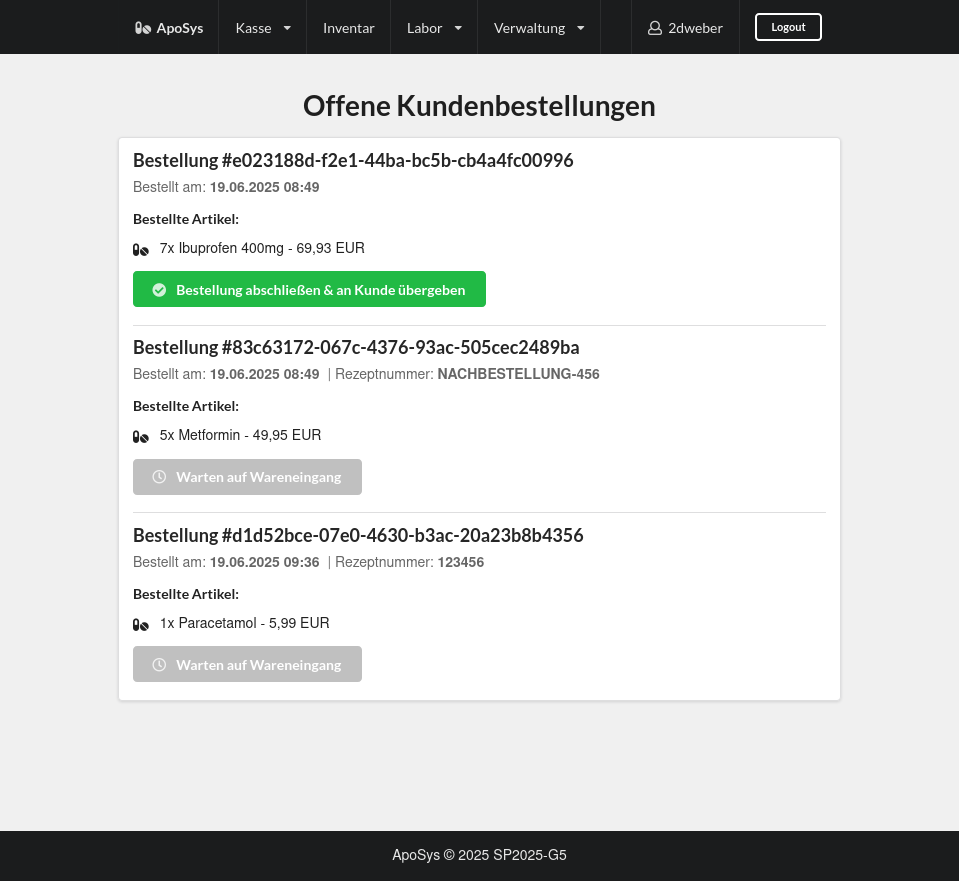 ApoSys Kasse Inventar Labor Verwaltung 2dweber Logout
Offene Kundenbestellungen
Bestellung #e023188d-f2e1-44ba-bc5b-cb4a4fc00996
Bestellt am: 19.06.2025 08:49
Bestellte Artikel:
7x Ibuprofen 400mg - 69,93 EUR
Bestellung abschließen & an Kunde übergeben
Bestellung #83c63172-067c-4376-93ac-505cec2489ba
Bestellt am: 19.06.2025 08:49 | Rezeptnummer: NACHBESTELLUNG-456
Bestellte Artikel:
5x Metformin - 49,95 EUR
Warten auf Wareneingang
Bestellung #d1d52bce-07e0-4630-b3ac-20a23b8b4356
Bestellt am: 19.06.2025 09:36 | Rezeptnummer: 123456
Bestellte Artikel:
1x Paracetamol - 5,99 EUR
Warten auf Wareneingang
ApoSys © 2025 SP2025-G5